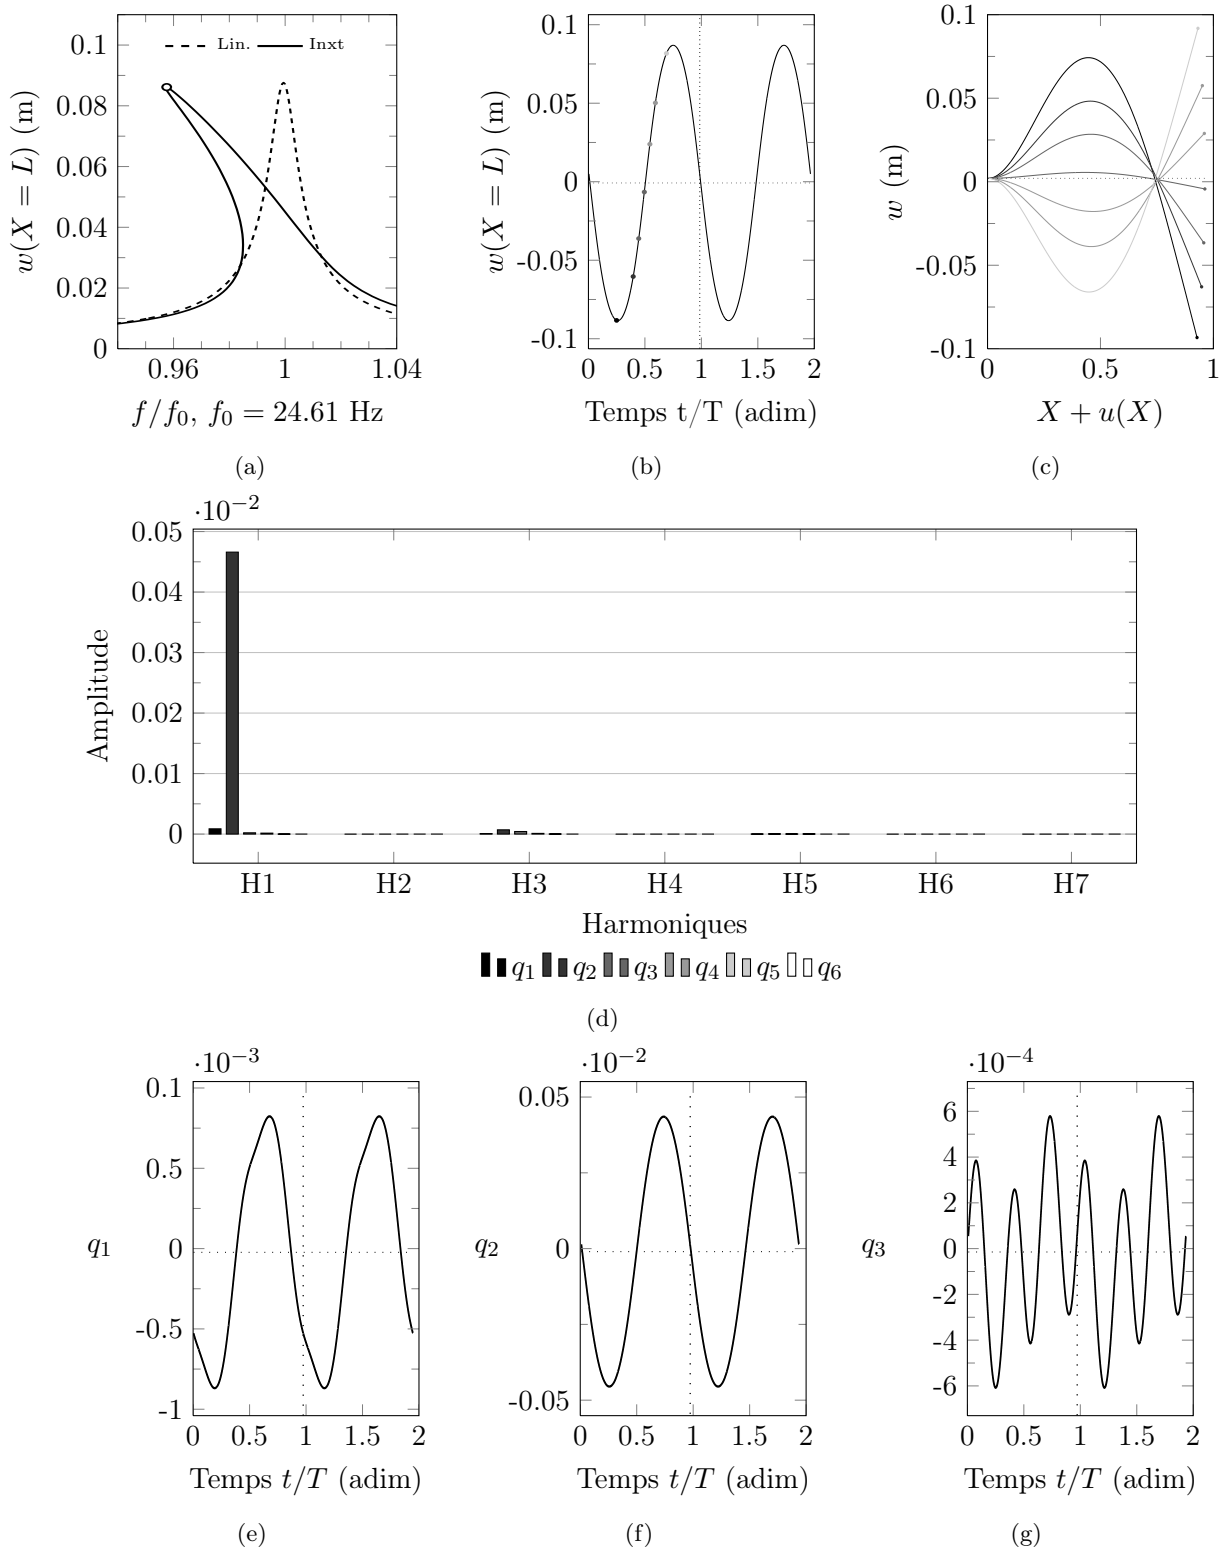 0.1
0.08
0.06
0.04
0.02
0
0.96
1
1.04
w(X = L) (m)
Lin.
Inxt
f/f₀, f₀ = 24.61 Hz
(a)
0.1
0.05
0
-0.05
-0.1
0
0.5
1
1.5
2
w(X = L) (m)
Temps t/T (adim)
(b)
0.1
0.05
0
-0.05
-0.1
0
0.5
1
w (m)
X + u(X)
(c)
·10⁻²
0.05
0.04
0.03
0.02
0.01
0
Amplitude
H1
H2
H3
H4
H5
H6
H7
Harmoniques
q₁ q₂ q₃ q₄ q₅ q₆
(d)
·10⁻³
0.1
0.5
0
-0.5
-1
q₁
0
0.5
1
1.5
2
Temps t/T (adim)
(e)
·10⁻²
0.05
0
-0.05
q₂
0
0.5
1
1.5
2
Temps t/T (adim)
(f)
·10⁻⁴
6
4
2
0
-2
-4
-6
q₃
0
0.5
1
1.5
2
Temps t/T (adim)
(g)